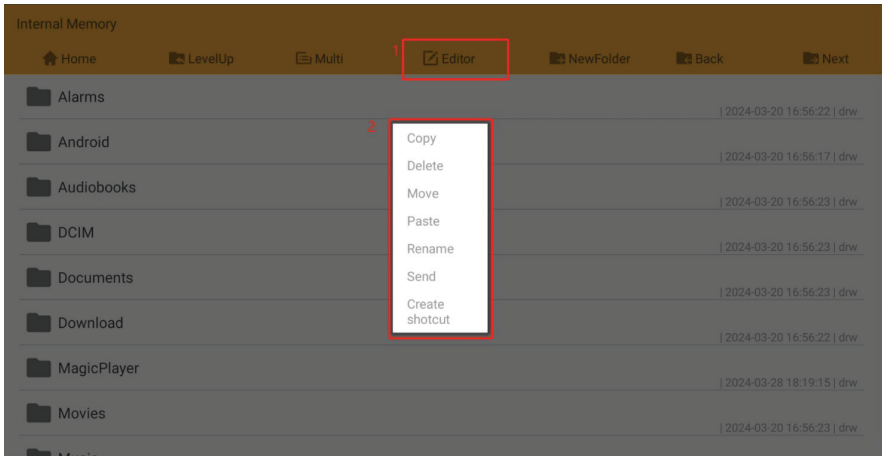 Internal Memory
Home LevelUp Multi 1 Editor NewFolder Back Next
Alarms
| 2024-03-20 16:56:22 | drw
2
Android
| 2024-03-20 16:56:17 | drw
Audiobooks
| 2024-03-20 16:56:23 | drw
DCIM
| 2024-03-20 16:56:23 | drw
Documents
| 2024-03-20 16:56:23 | drw
Download
| 2024-03-20 16:56:22 | drw
MagicPlayer
| 2024-03-28 18:19:15 | drw
Movies
| 2024-03-20 16:56:23 | drw
Copy
Delete
Move
Paste
Rename
Send
Create
shotcut